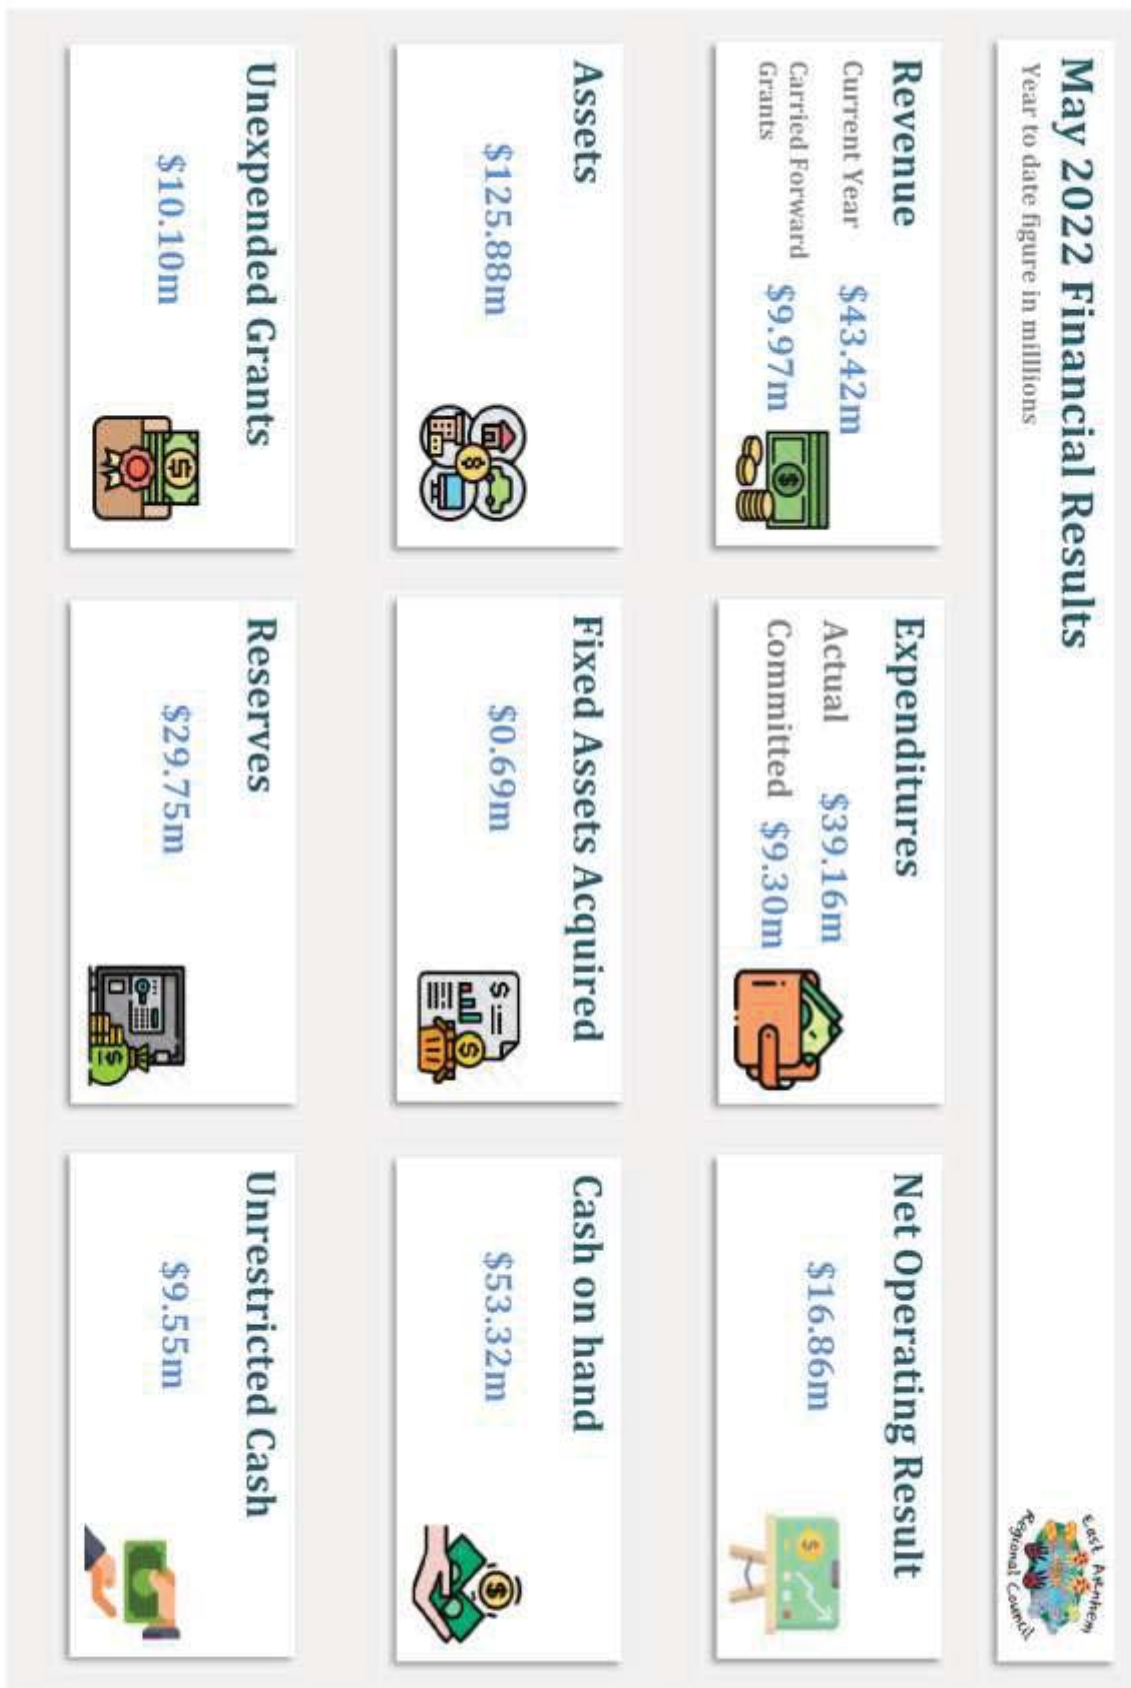 May 2022 Financial Results
Year to date figure in milllions
East Arnhem
Regional Council
Revenue
Current Year $43.42m
Carried Forward
Grants $9.97m
Expenditures
Actual $39.16m
Committed $9.30m
Net Operating Result
$16.86m
Assets
$125.88m
Fixed Assets Acquired
$0.69m
Cash on hand
$53.32m
Unexpended Grants
$10.10m
Reserves
$29.75m
Unrestricted Cash
$9.55m